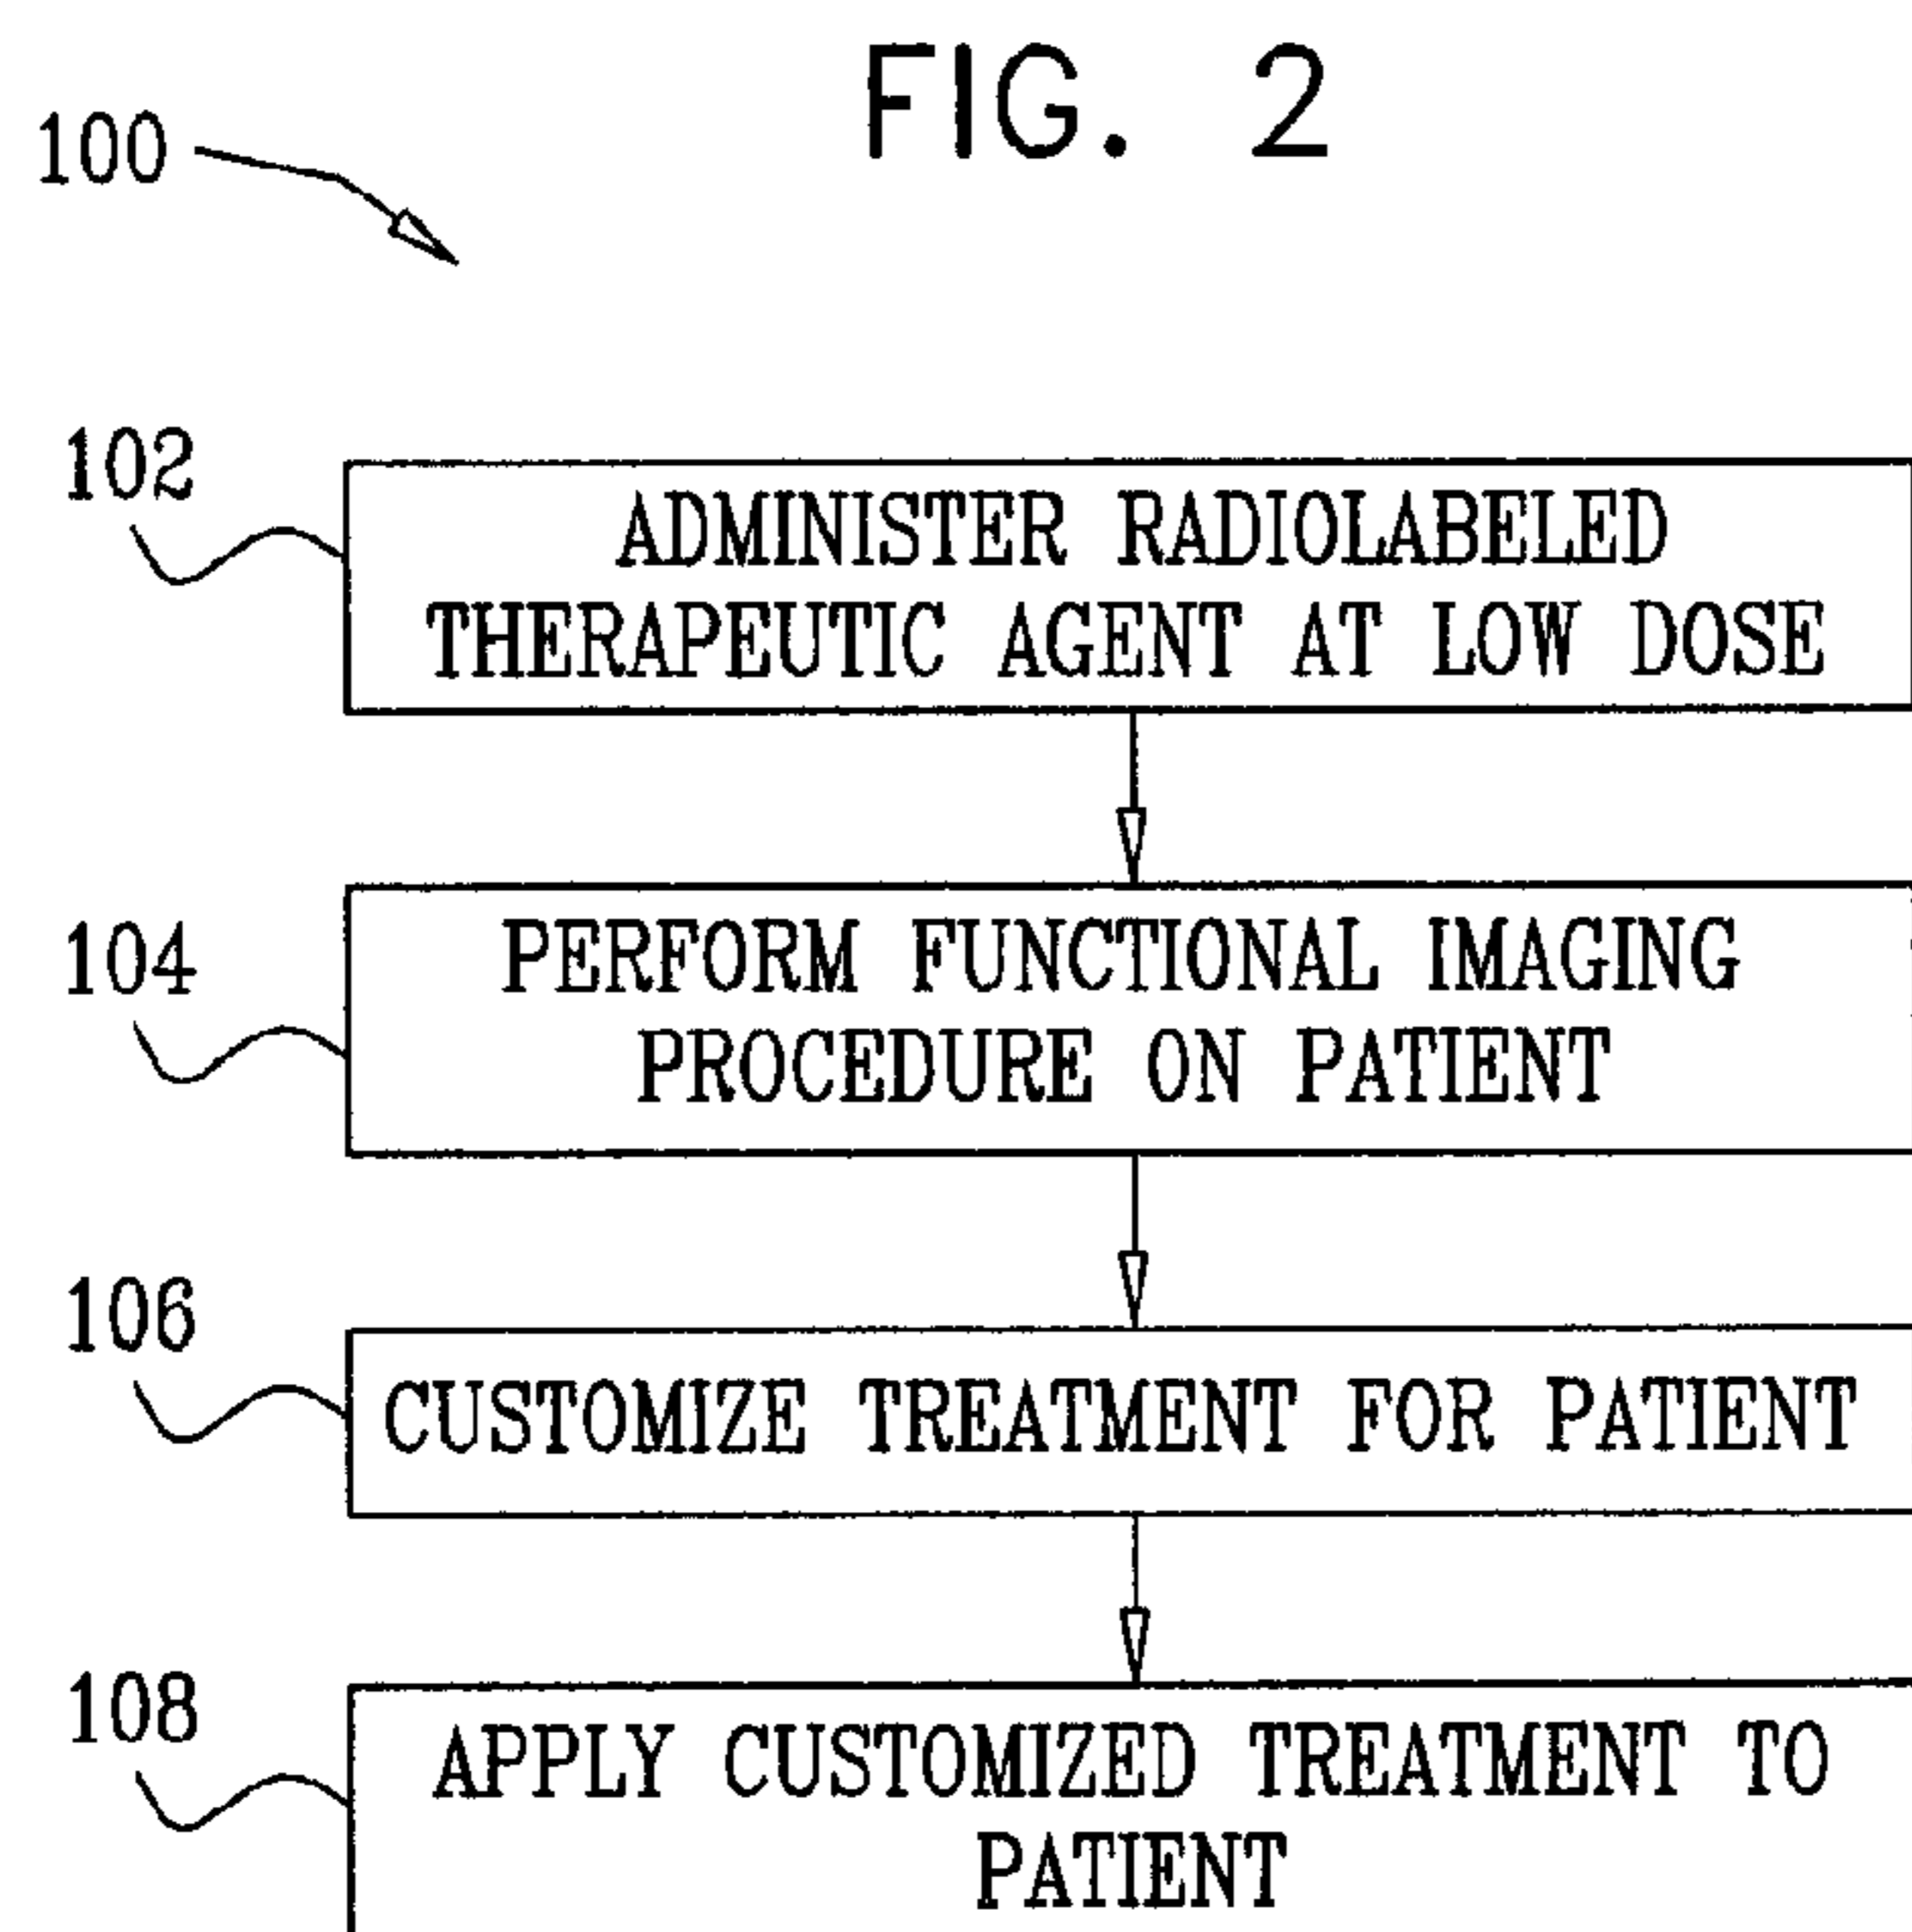 FIG. 2
100
102
ADMINISTER RADIOLABELED
THERAPEUTIC AGENT AT LOW DOSE
104
PERFORM FUNCTIONAL IMAGING
PROCEDURE ON PATIENT
106
CUSTOMIZE TREATMENT FOR PATIENT
108
APPLY CUSTOMIZED TREATMENT TO
PATIENT